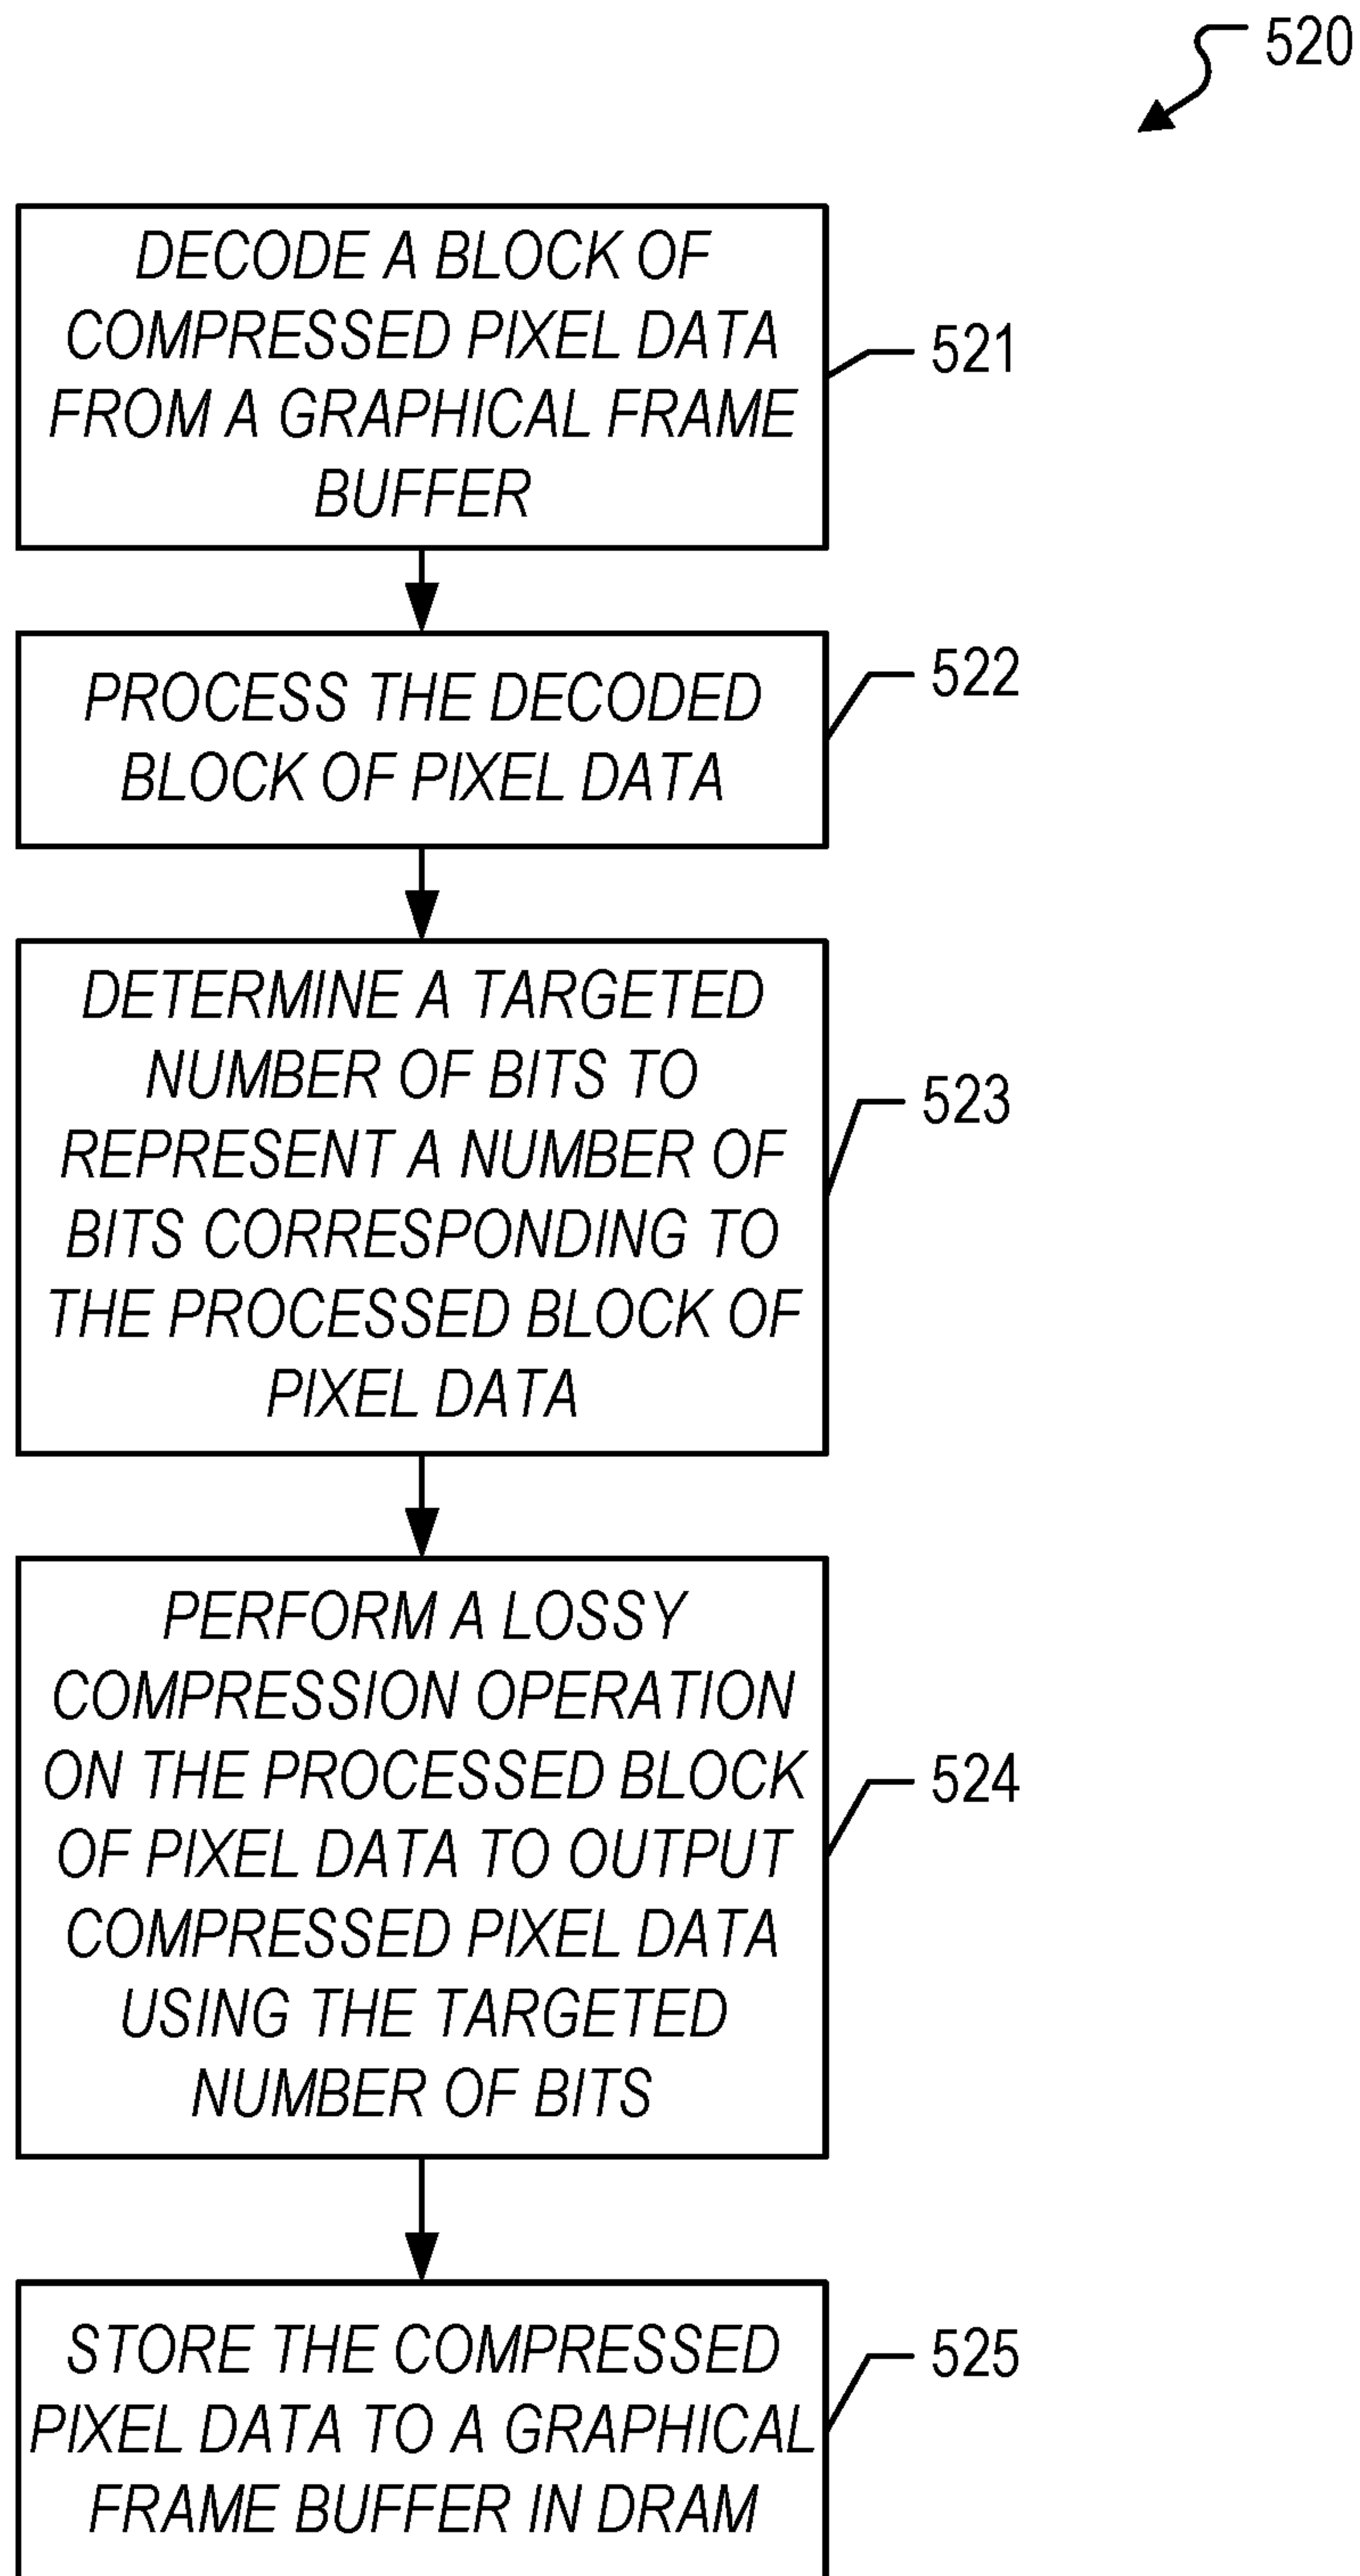 520
DECODE A BLOCK OF
COMPRESSED PIXEL DATA
FROM A GRAPHICAL FRAME
BUFFER
521
PROCESS THE DECODED
BLOCK OF PIXEL DATA
522
DETERMINE A TARGETED
NUMBER OF BITS TO
REPRESENT A NUMBER OF
BITS CORRESPONDING TO
THE PROCESSED BLOCK OF
PIXEL DATA
523
PERFORM A LOSSY
COMPRESSION OPERATION
ON THE PROCESSED BLOCK
OF PIXEL DATA TO OUTPUT
COMPRESSED PIXEL DATA
USING THE TARGETED
NUMBER OF BITS
524
STORE THE COMPRESSED
PIXEL DATA TO A GRAPHICAL
FRAME BUFFER IN DRAM
525